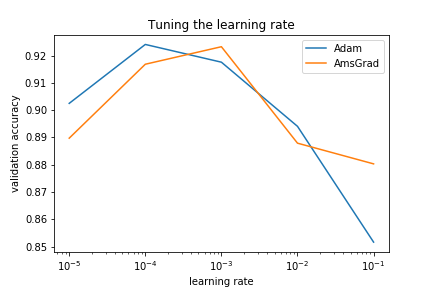 Tuning the learning rate
Adam
AmsGrad
validation accuracy
0.92
0.91
0.90
0.89
0.88
0.87
0.86
0.85
10⁻⁵
10⁻⁴
10⁻³
10⁻²
10⁻¹
learning rate